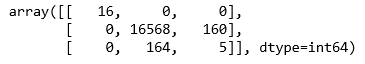 array([[   16,     0,     0],
       [    0, 16568,   160],
       [    0,   164,     5]], dtype=int64)